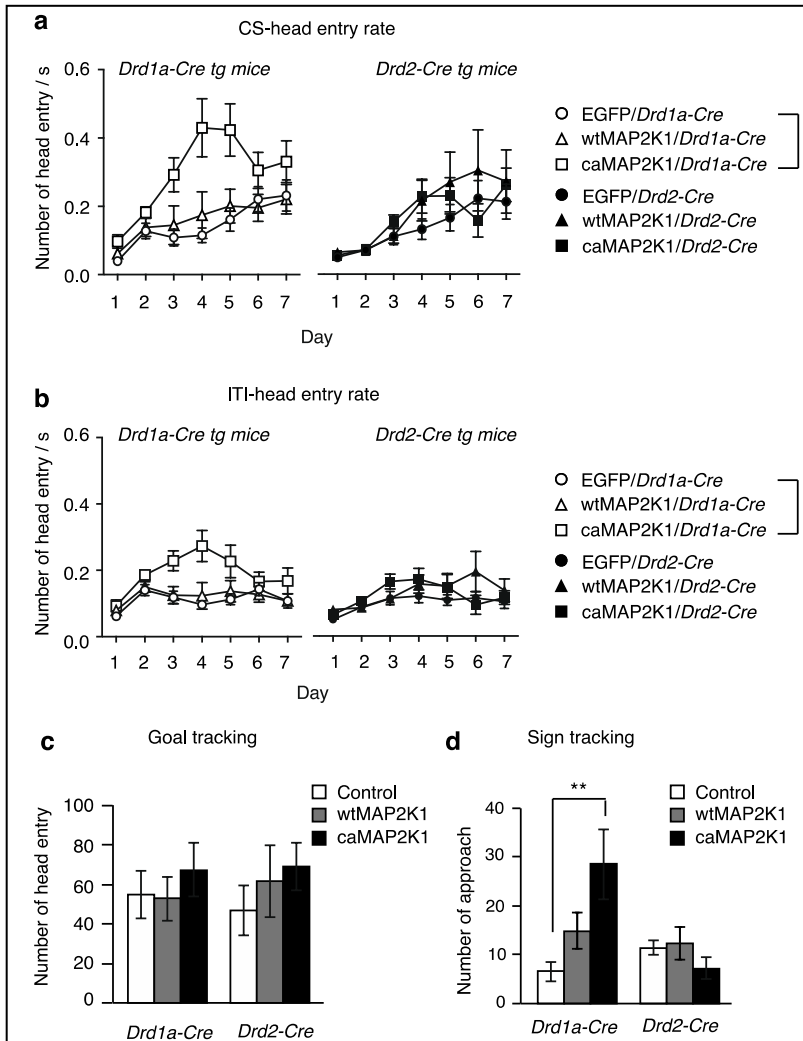 a
CS-head entry rate
Drd1a-Cre tg mice
Drd2-Cre tg mice
Number of head entry / s
0.6
0.4
0.2
0.0
1 2 3 4 5 6 7
1 2 3 4 5 6 7
Day
EGFP/Drd1a-Cre
wtMAP2K1/Drd1a-Cre
caMAP2K1/Drd1a-Cre
EGFP/Drd2-Cre
wtMAP2K1/Drd2-Cre
caMAP2K1/Drd2-Cre
b
ITI-head entry rate
Drd1a-Cre tg mice
Drd2-Cre tg mice
Number of head entry / s
0.6
0.4
0.2
0.0
1 2 3 4 5 6 7
1 2 3 4 5 6 7
Day
EGFP/Drd1a-Cre
wtMAP2K1/Drd1a-Cre
caMAP2K1/Drd1a-Cre
EGFP/Drd2-Cre
wtMAP2K1/Drd2-Cre
caMAP2K1/Drd2-Cre
c
Goal tracking
Control
wtMAP2K1
caMAP2K1
Number of head entry
100
80
60
40
20
0
Drd1a-Cre
Drd2-Cre
d
Sign tracking
**
Control
wtMAP2K1
caMAP2K1
Number of approach
40
30
20
10
0
Drd1a-Cre
Drd2-Cre